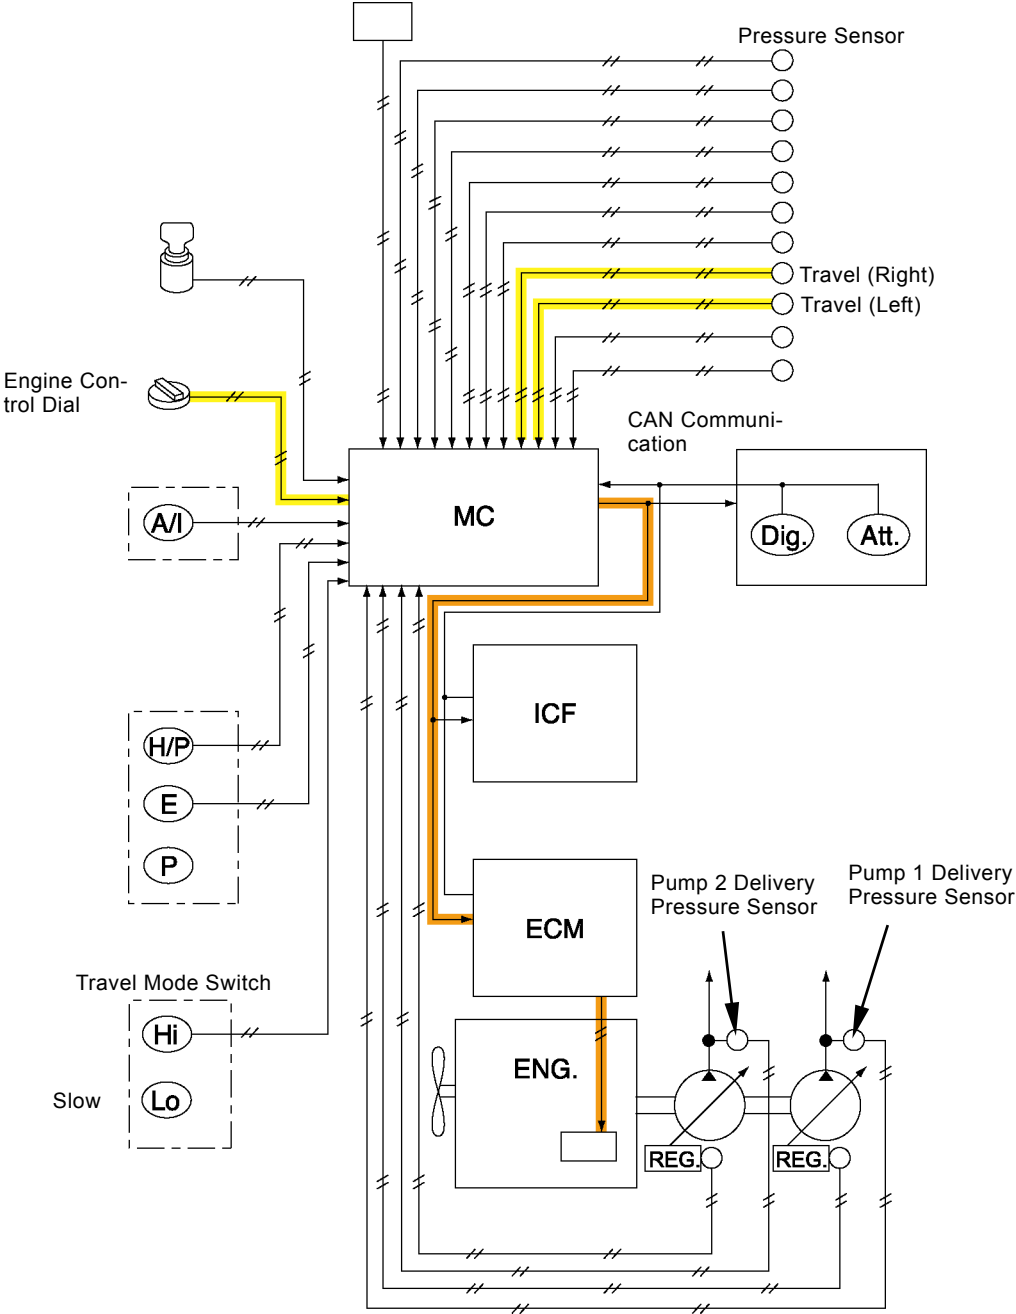 Pressure Sensor
Travel (Right)
Travel (Left)
Engine Con-
trol Dial
CAN Communi-
cation
A/I
MC
Dig.
Att.
ICF
H/P
E
P
ECM
Pump 2 Delivery
Pressure Sensor
Pump 1 Delivery
Pressure Sensor
Travel Mode Switch
Hi
Slow
Lo
ENG.
REG.
REG.